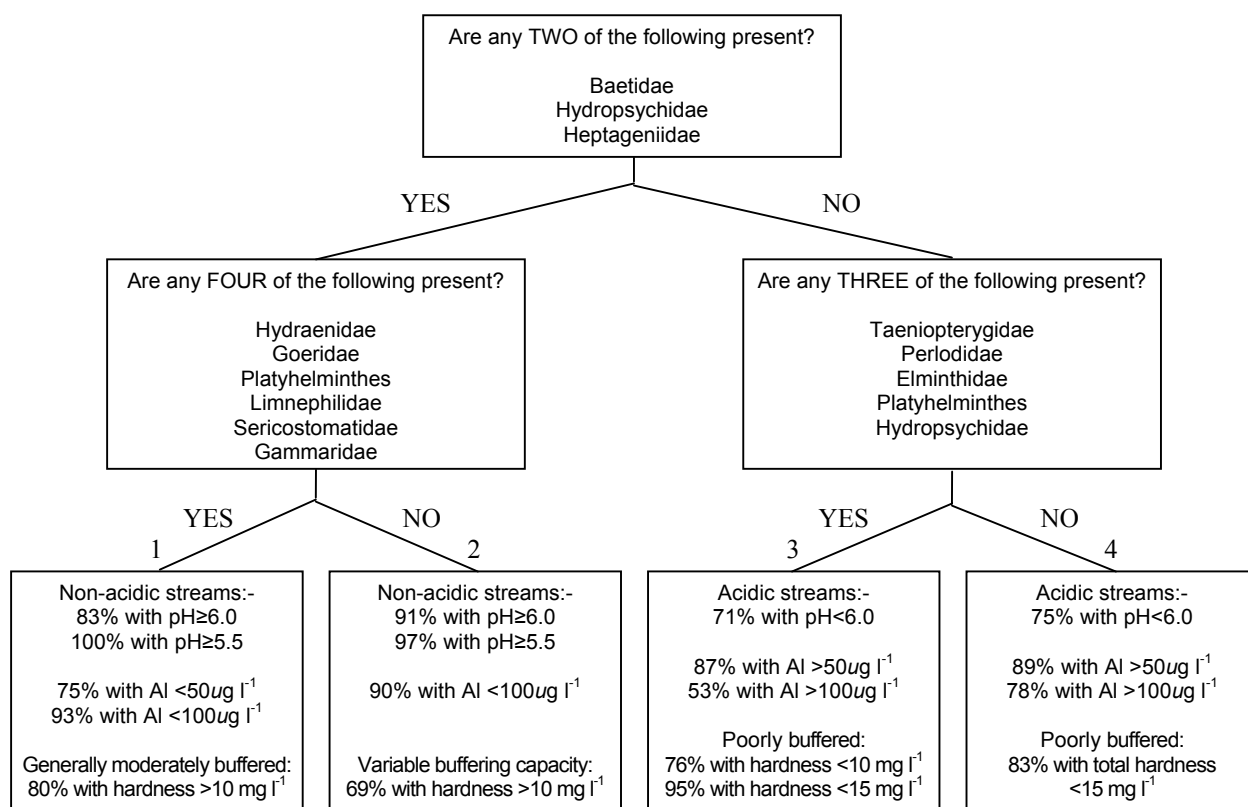 Are any TWO of the following present?
Baetidae
Hydropsychidae
Heptageniidae
YES
NO
Are any FOUR of the following present?
Hydraenidae
Goeridae
Platyhelminthes
Limnephilidae
Sericostomatidae
Gammaridae
Are any THREE of the following present?
Taeniopterygidae
Perlodidae
Elminthidae
Platyhelminthes
Hydropsychidae
YES
NO
1
2
YES
NO
3
4
Non-acidic streams:-
83% with pH≥6.0
100% with pH≥5.5
75% with Al <50ug l⁻¹
93% with Al <100ug l⁻¹
Generally moderately buffered:
80% with hardness >10 mg l⁻¹
Non-acidic streams:-
91% with pH≥6.0
97% with pH≥5.5
90% with Al <100ug l⁻¹
Variable buffering capacity:
69% with hardness >10 mg l⁻¹
Acidic streams:-
71% with pH<6.0
87% with Al >50ug l⁻¹
53% with Al >100ug l⁻¹
Poorly buffered:
76% with hardness <10 mg l⁻¹
95% with hardness <15 mg l⁻¹
Acidic streams:-
75% with pH<6.0
89% with Al >50ug l⁻¹
78% with Al >100ug l⁻¹
Poorly buffered:
83% with total hardness
<15 mg l⁻¹